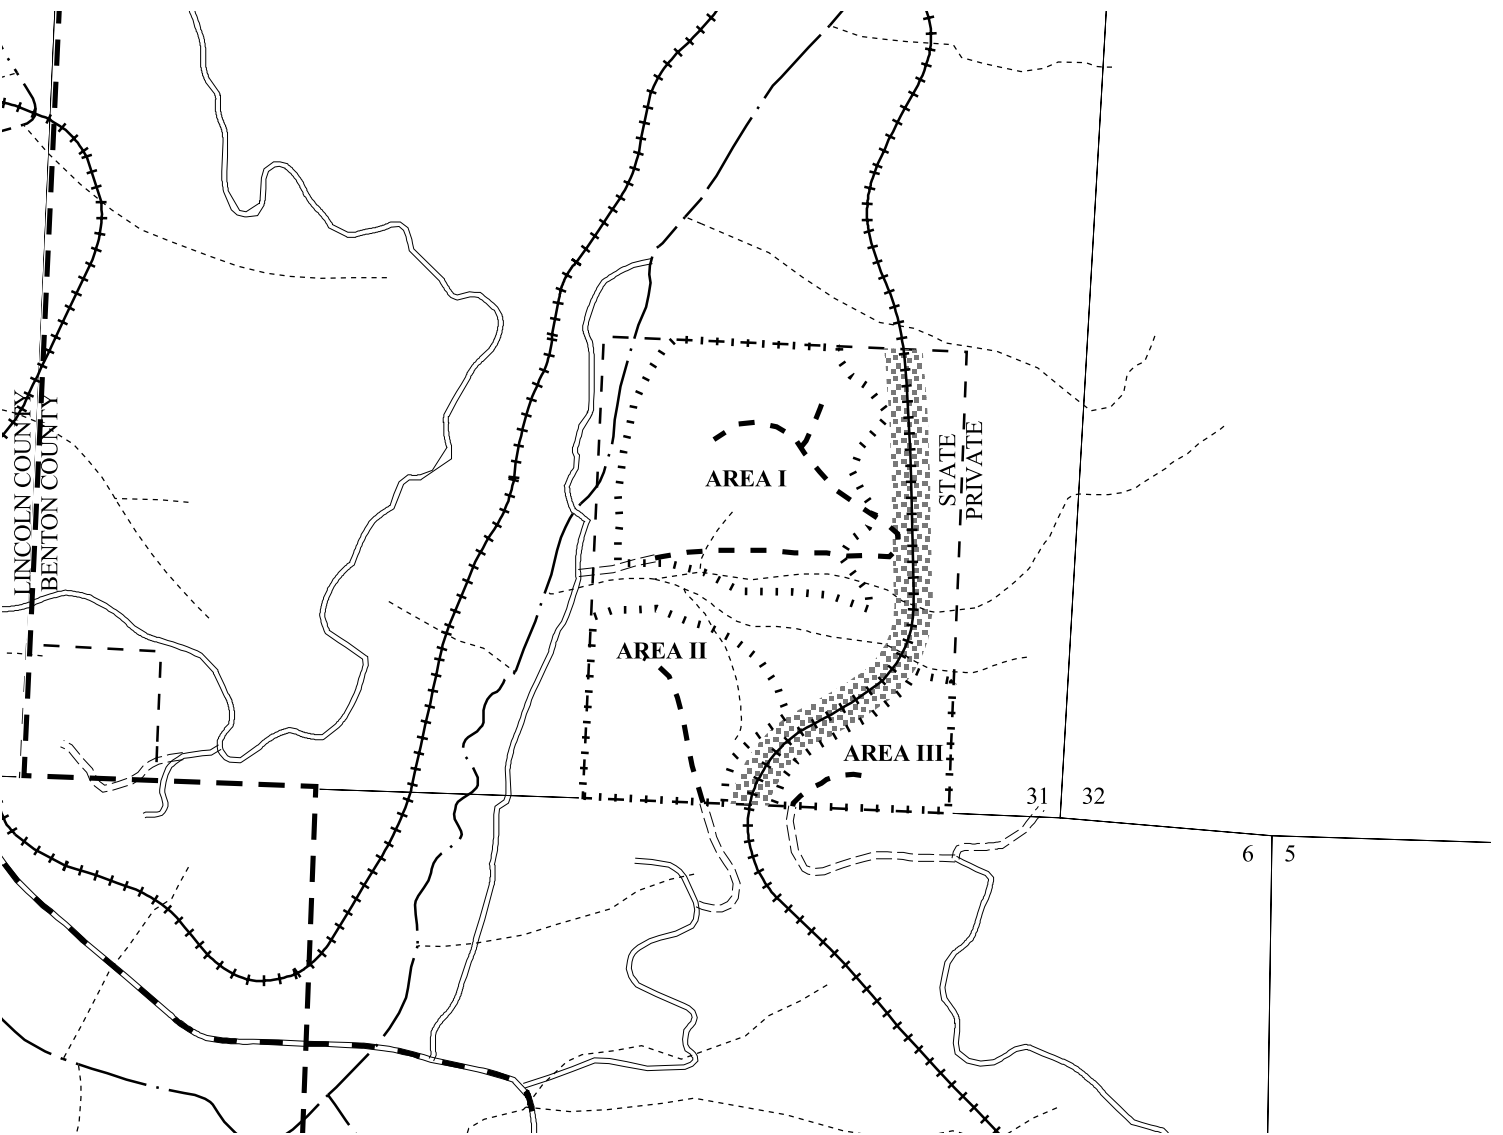 LINCOLN COUNTY
BENTON COUNTY
STATE
PRIVATE
AREA I
AREA II
AREA III
31
32
6
5